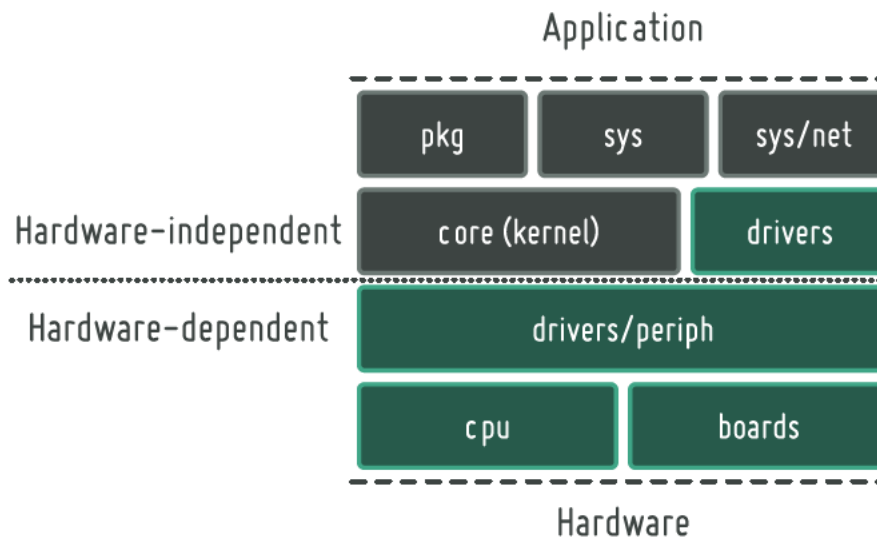 Application
pkg
sys
sys/net
Hardware-independent
core (kernel)
drivers
Hardware-dependent
drivers/periph
cpu
boards
Hardware